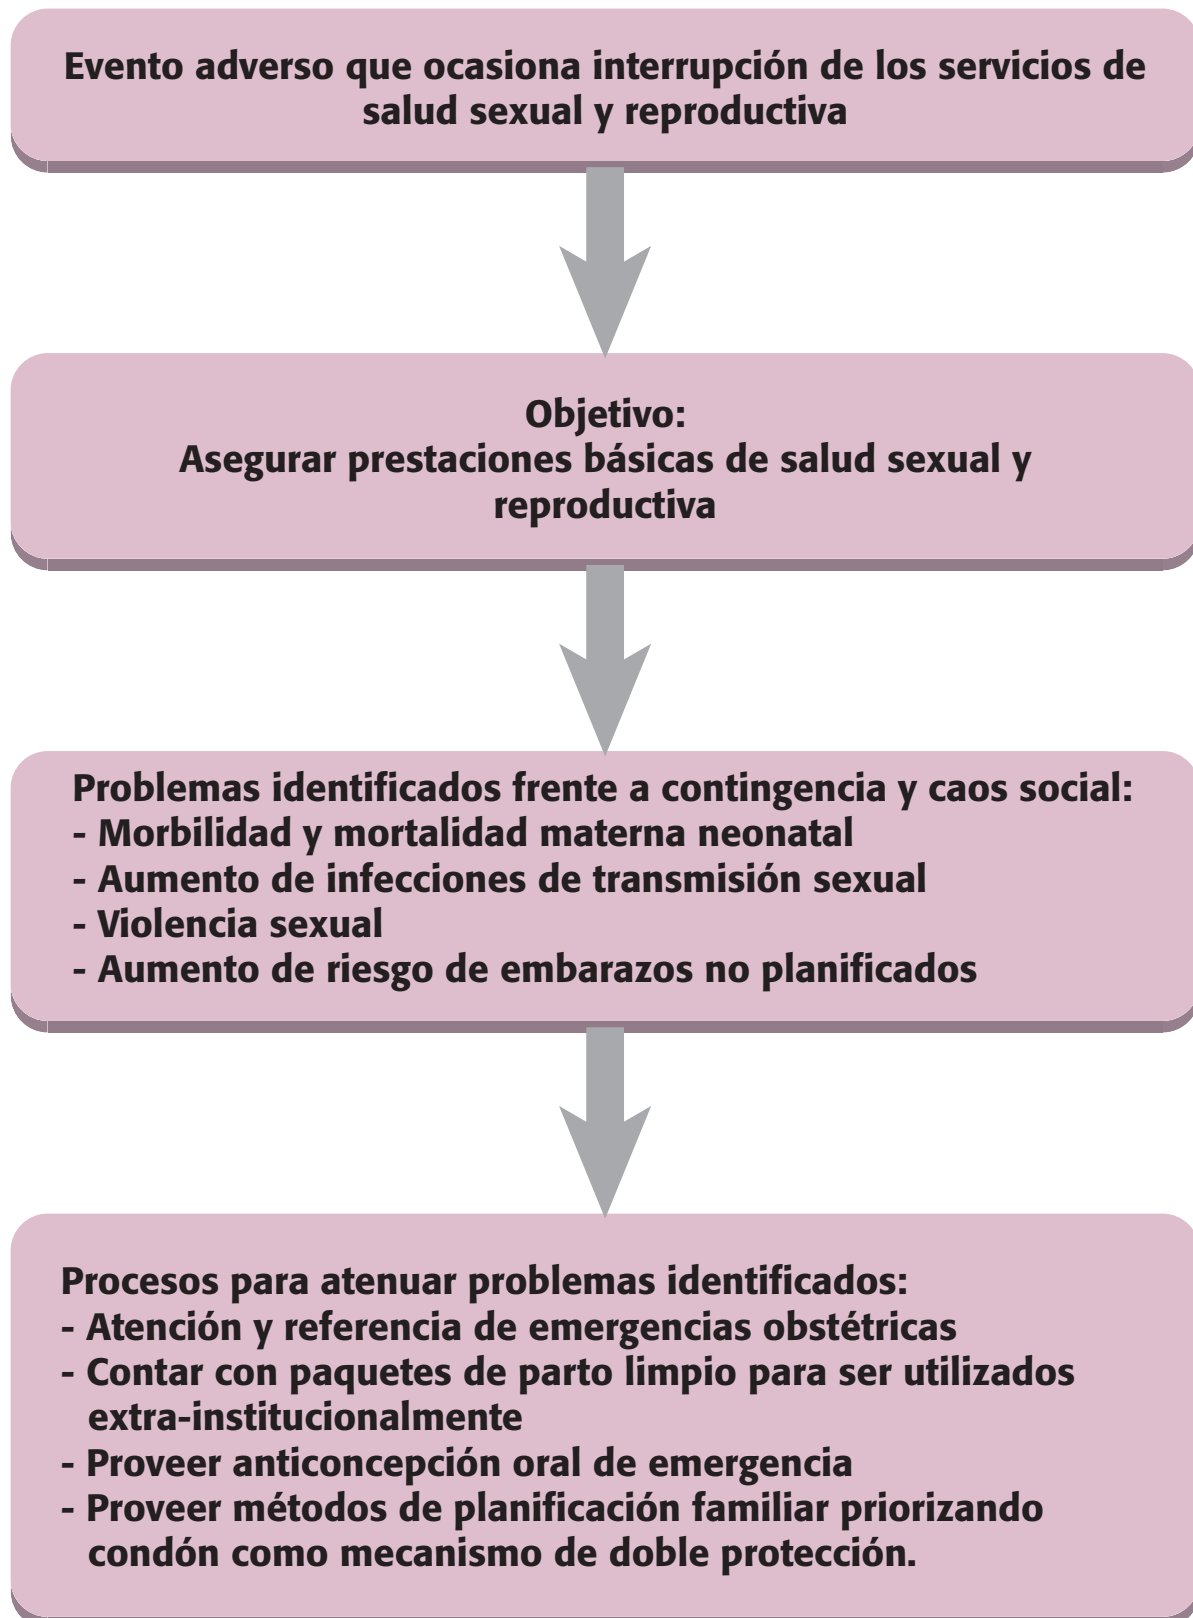 Evento adverso que ocasiona interrupción de los servicios de
salud sexual y reproductiva
Objetivo:
Asegurar prestaciones básicas de salud sexual y
reproductiva
Problemas identificados frente a contingencia y caos social:
- Morbilidad y mortalidad materna neonatal
- Aumento de infecciones de transmisión sexual
- Violencia sexual
- Aumento de riesgo de embarazos no planificados
Procesos para atenuar problemas identificados:
- Atención y referencia de emergencias obstétricas
- Contar con paquetes de parto limpio para ser utilizados
extra-institucionalmente
- Proveer anticoncepción oral de emergencia
- Proveer métodos de planificación familiar priorizando
condón como mecanismo de doble protección.